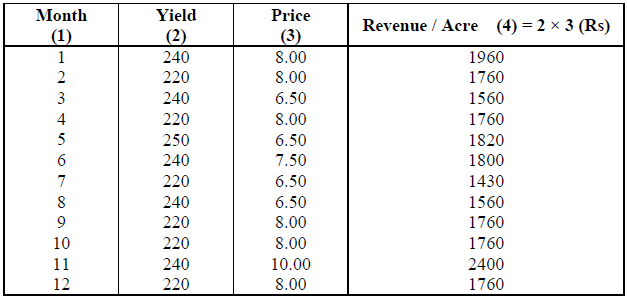 Month Yield Price Revenue / Acre (4) = 2 × 3 (Rs)
(1) (2) (3)
1 240 8.00 1960
2 220 8.00 1760
3 240 6.50 1560
4 220 8.00 1760
5 250 6.50 1820
6 240 7.50 1800
7 220 6.50 1430
8 240 6.50 1560
9 220 8.00 1760
10 220 8.00 1760
11 240 10.00 2400
12 220 8.00 1760